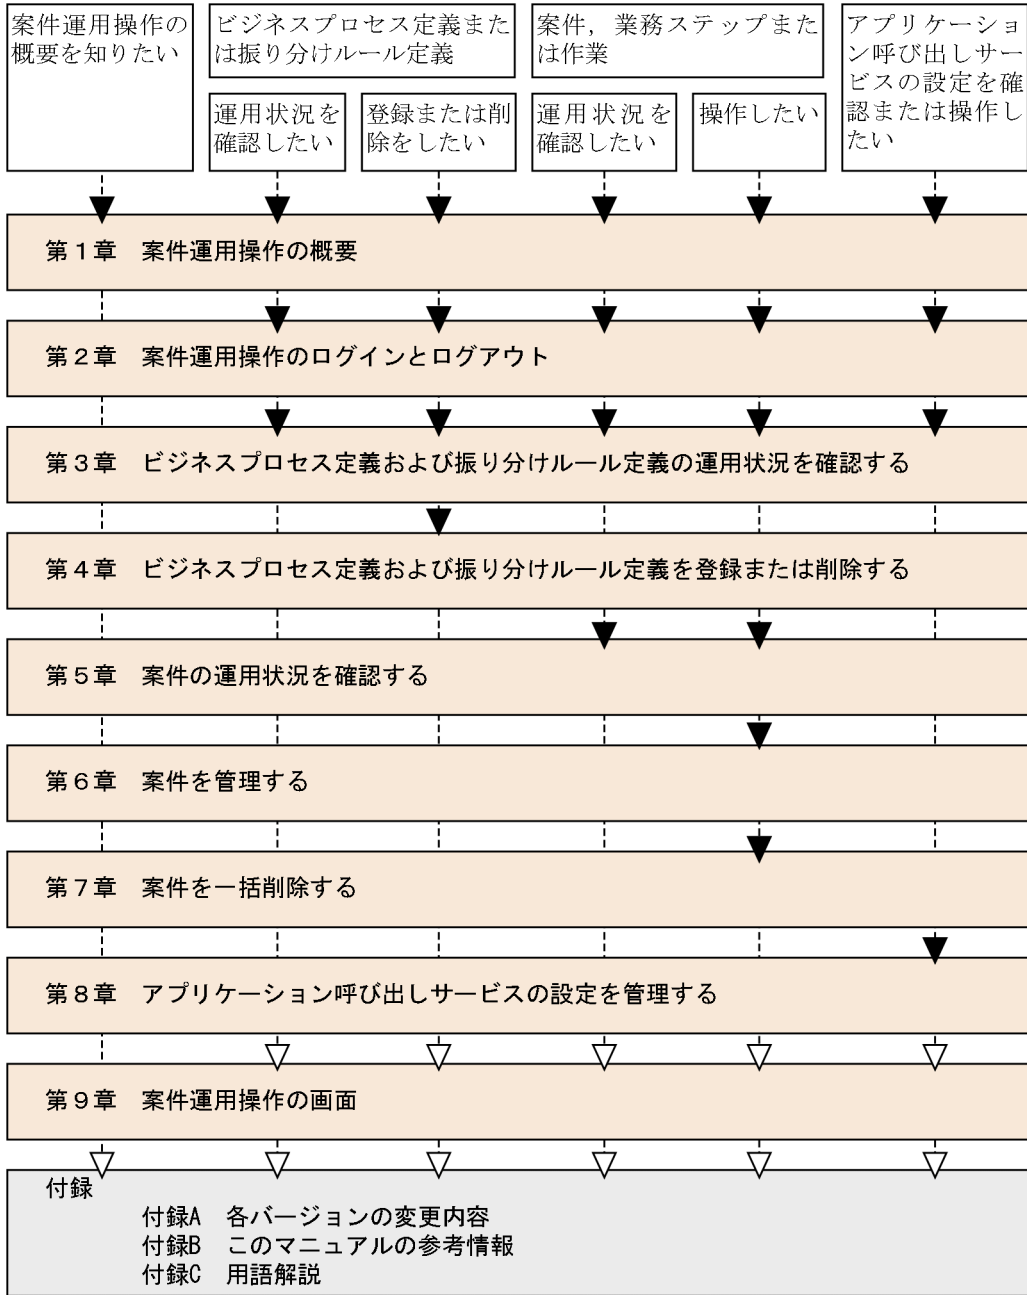 案件運用操作の
概要を知りたい
ビジネスプロセス定義また
は振り分けルール定義
運用状況を
確認したい
登録または削
除をしたい
案件，業務ステップまた
は作業
運用状況を
確認したい
操作したい
アプリケーショ
ン呼び出しサー
ビスの設定を確
認または操作し
たい
第１章　案件運用操作の概要
第２章　案件運用操作のログインとログアウト
第３章　ビジネスプロセス定義および振り分けルール定義の運用状況を確認する
第４章　ビジネスプロセス定義および振り分けルール定義を登録または削除する
第５章　案件の運用状況を確認する
第６章　案件を管理する
第７章　案件を一括削除する
第８章　アプリケーション呼び出しサービスの設定を管理する
第９章　案件運用操作の画面
付録
付録A　各バージョンの変更内容
付録B　このマニュアルの参考情報
付録C　用語解説